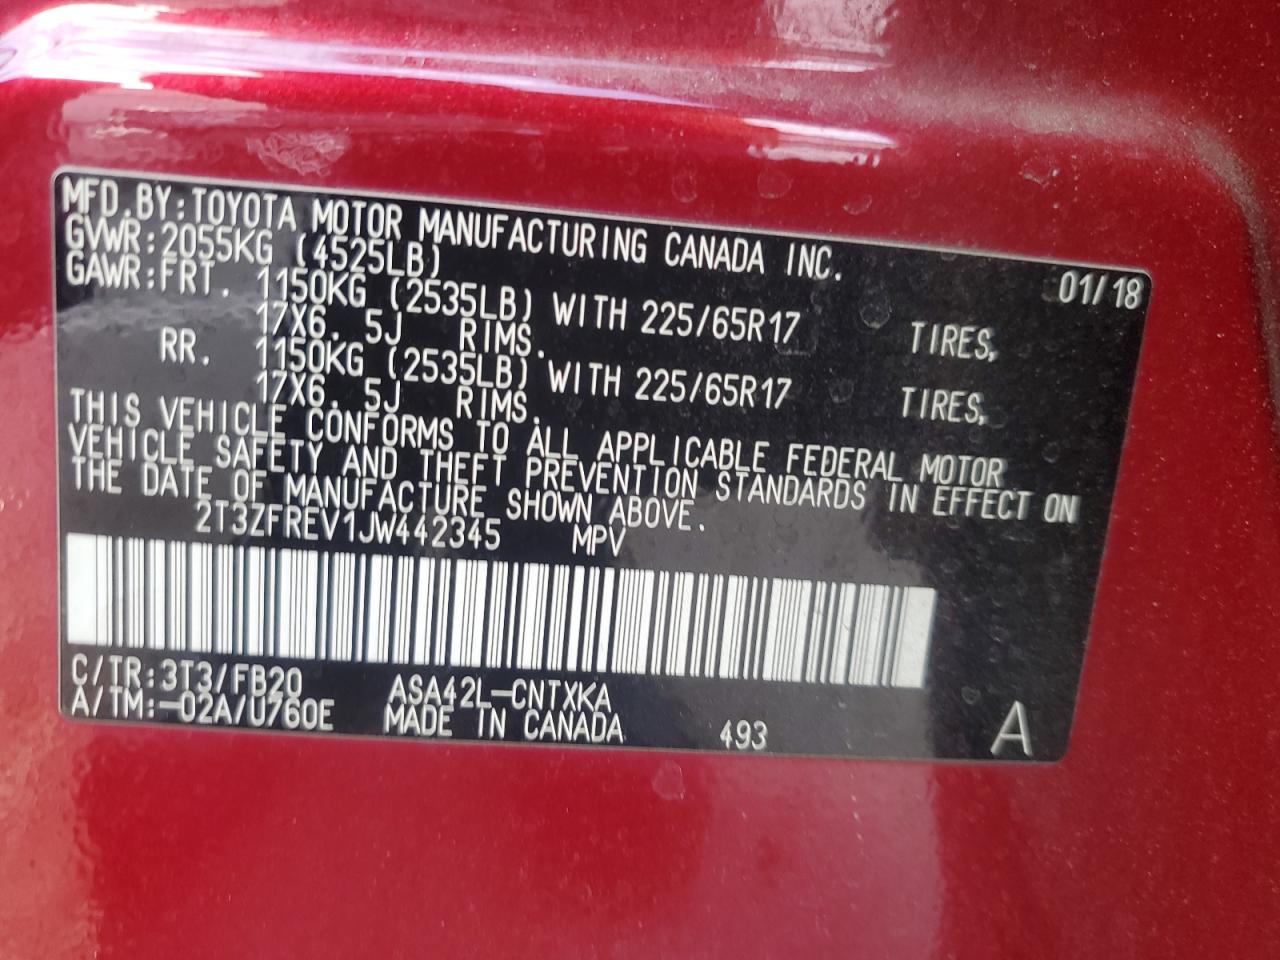 MFD.BY:TOYOTA MOTOR MANUFACTURING CANADA INC.
GVWR:2055KG (4525LB) 01/18
GAWR:FRT. 1150KG (2535LB) WITH 225/65R17 TIRES,
17X6. 5J RIMS.
RR. 1150KG (2535LB) WITH 225/65R17 TIRES,
17X6. 5J RIMS.
THIS VEHICLE CONFORMS TO ALL APPLICABLE FEDERAL MOTOR
VEHICLE SAFETY AND THEFT PREVENTION STANDARDS IN EFFECT ON
THE DATE OF MANUFACTURE SHOWN ABOVE.
2T3ZFREV1JW442345 MPV
C/TR:3T3/FB20 ASA42L-CNTXKA
A/TM:-02A/U760E MADE IN CANADA 493 A